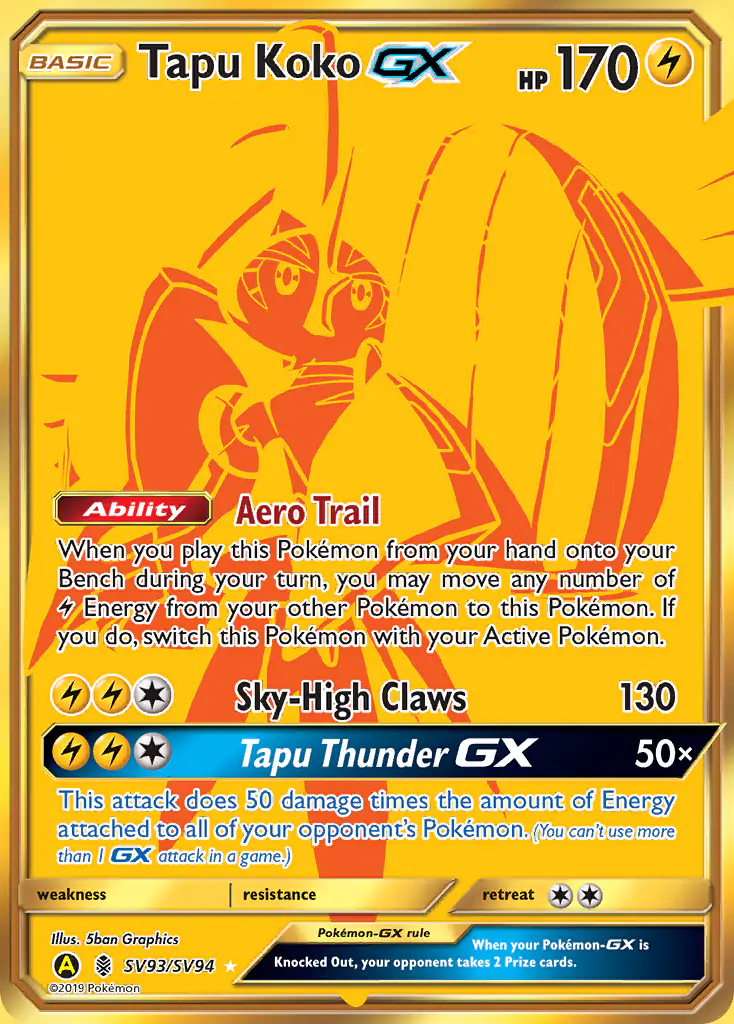 BASIC Tapu Koko GX HP 170
Ability Aero Trail
When you play this Pokémon from your hand onto your
Bench during your turn, you may move any number of
Energy from your other Pokémon to this Pokémon. If
you do, switch this Pokémon with your Active Pokémon.
Sky-High Claws 130
Tapu Thunder GX 50×
This attack does 50 damage times the amount of Energy
attached to all of your opponent's Pokémon. (You can't use more
than 1 GX attack in a game.)
weakness resistance retreat
Illus. 5ban Graphics
Pokémon-GX rule
When your Pokémon-GX is
Knocked Out, your opponent takes 2 Prize cards.
A SV93/SV94
©2019 Pokémon